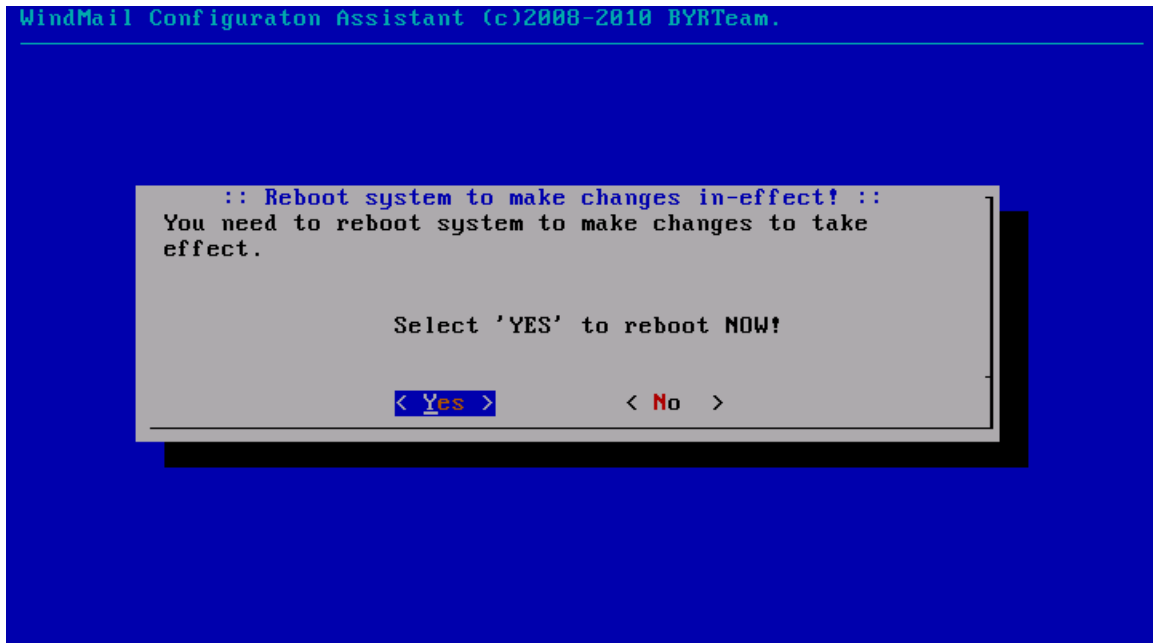 WindMail Configuraton Assistant (c)2008-2010 BYRTeam.
:: Reboot system to make changes in-effect! ::
You need to reboot system to make changes to take
effect.
Select 'YES' to reboot NOW!
< Yes > < No >